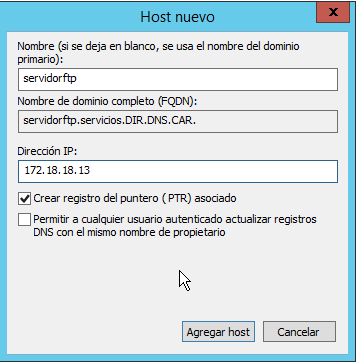 Host nuevo
x
Nombre (si se deja en blanco, se usa el nombre del dominio
primario):
servidorftp
Nombre de dominio completo (FQDN):
servidorftp.servicios.DIR.DNS.CAR.
Dirección IP:
172.18.18.13
Crear registro del puntero (PTR) asociado
Permitir a cualquier usuario autenticado actualizar registros
DNS con el mismo nombre de propietario
Agregar host
Cancelar